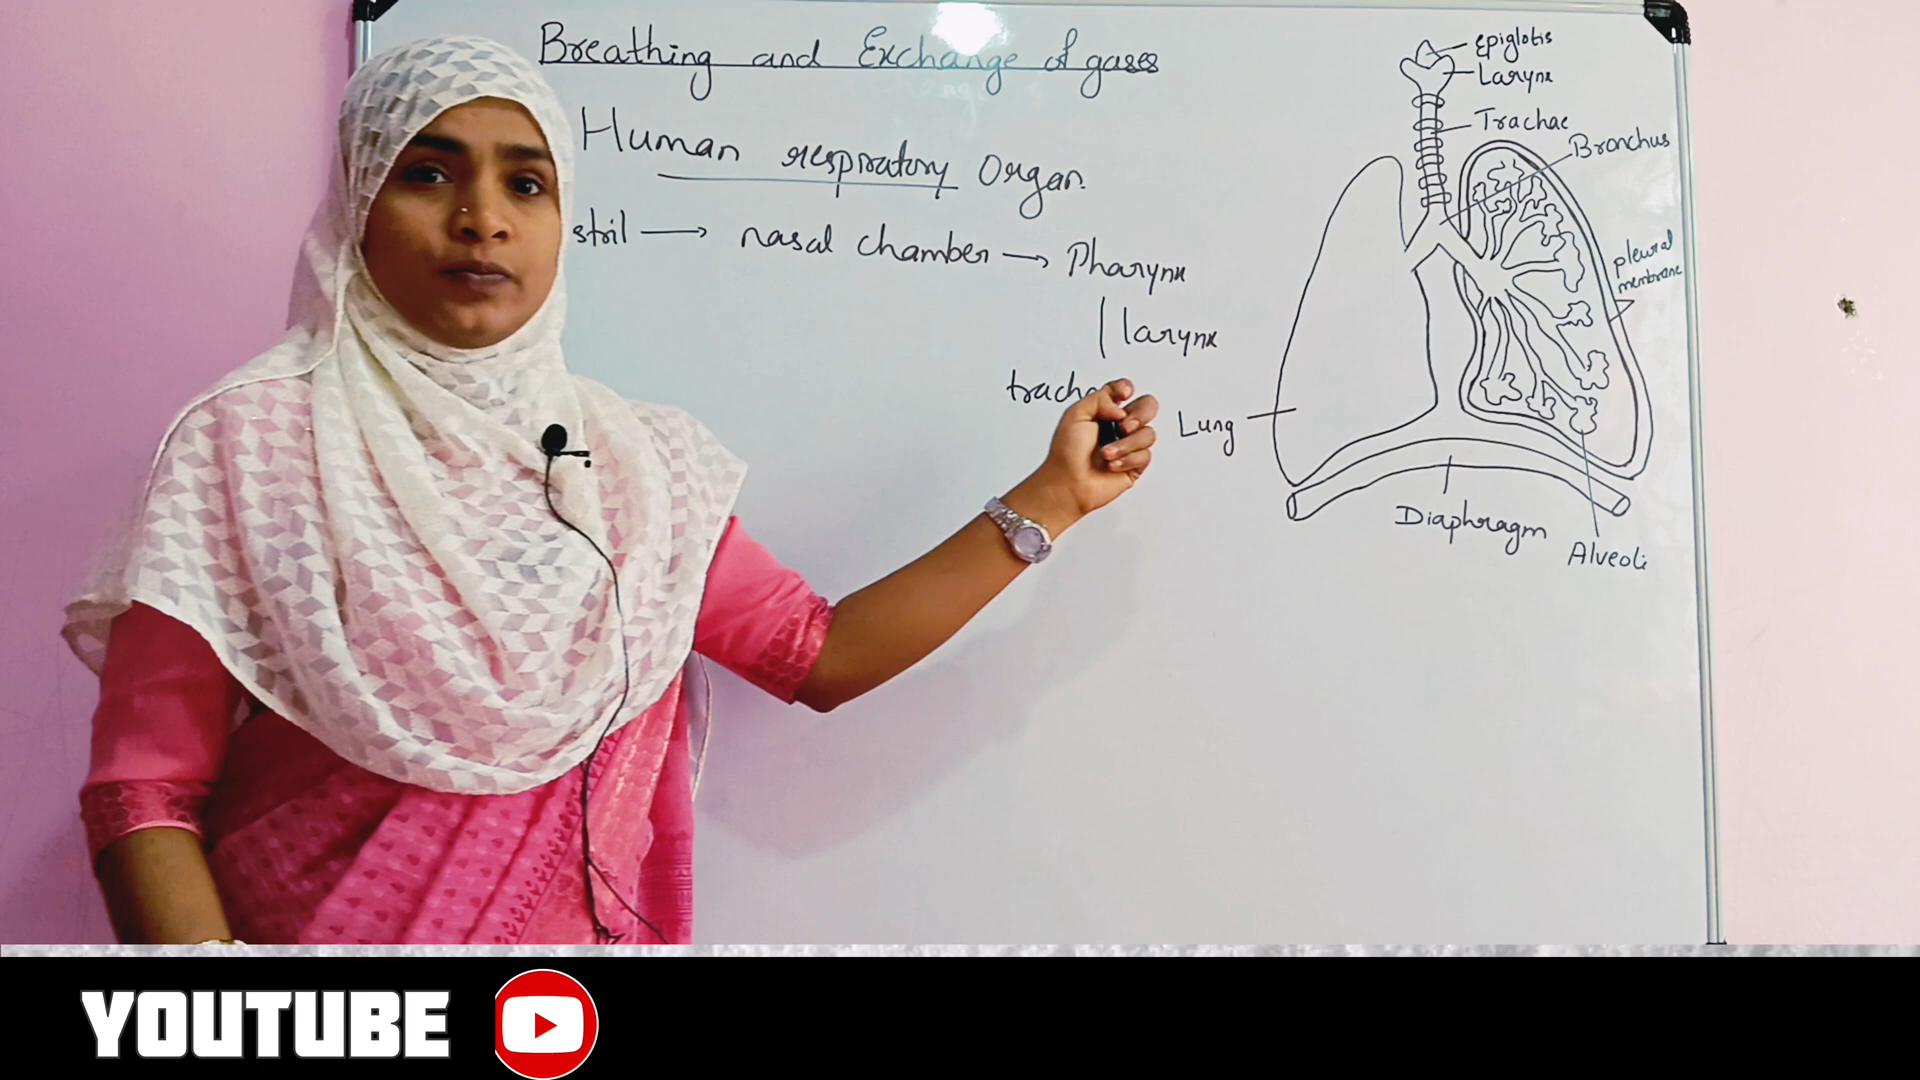 Breathing and Exchange of gases
Human respiratory Organ.
stril → nasal chamber → Pharynx
larynx
trache
Epiglotis
Larynx
Trachae
Bronchus
pleural
membrane
Lung
Diaphragm
Alveoli
YOUTUBE